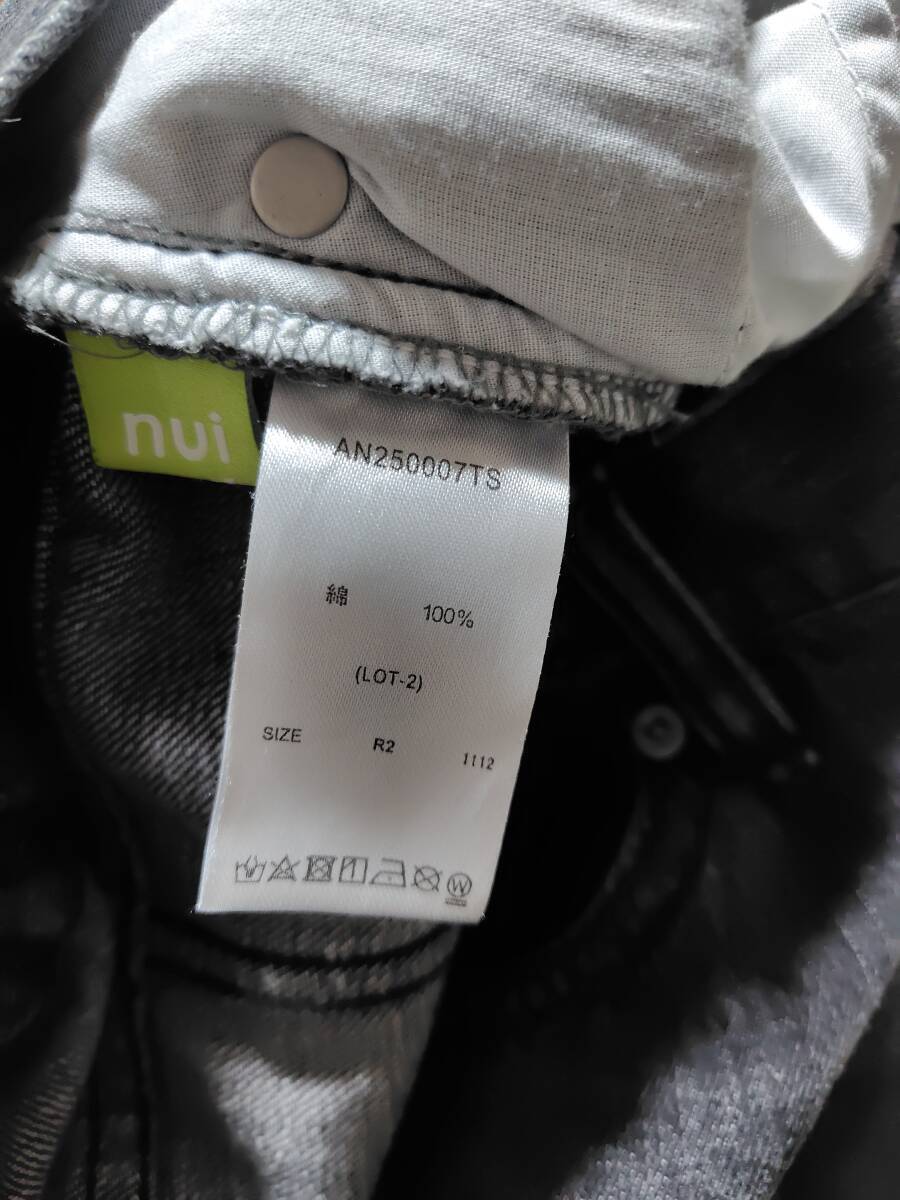 nui
AN250007TS
綿 100%
(LOT-2)
SIZE R2 1112
W